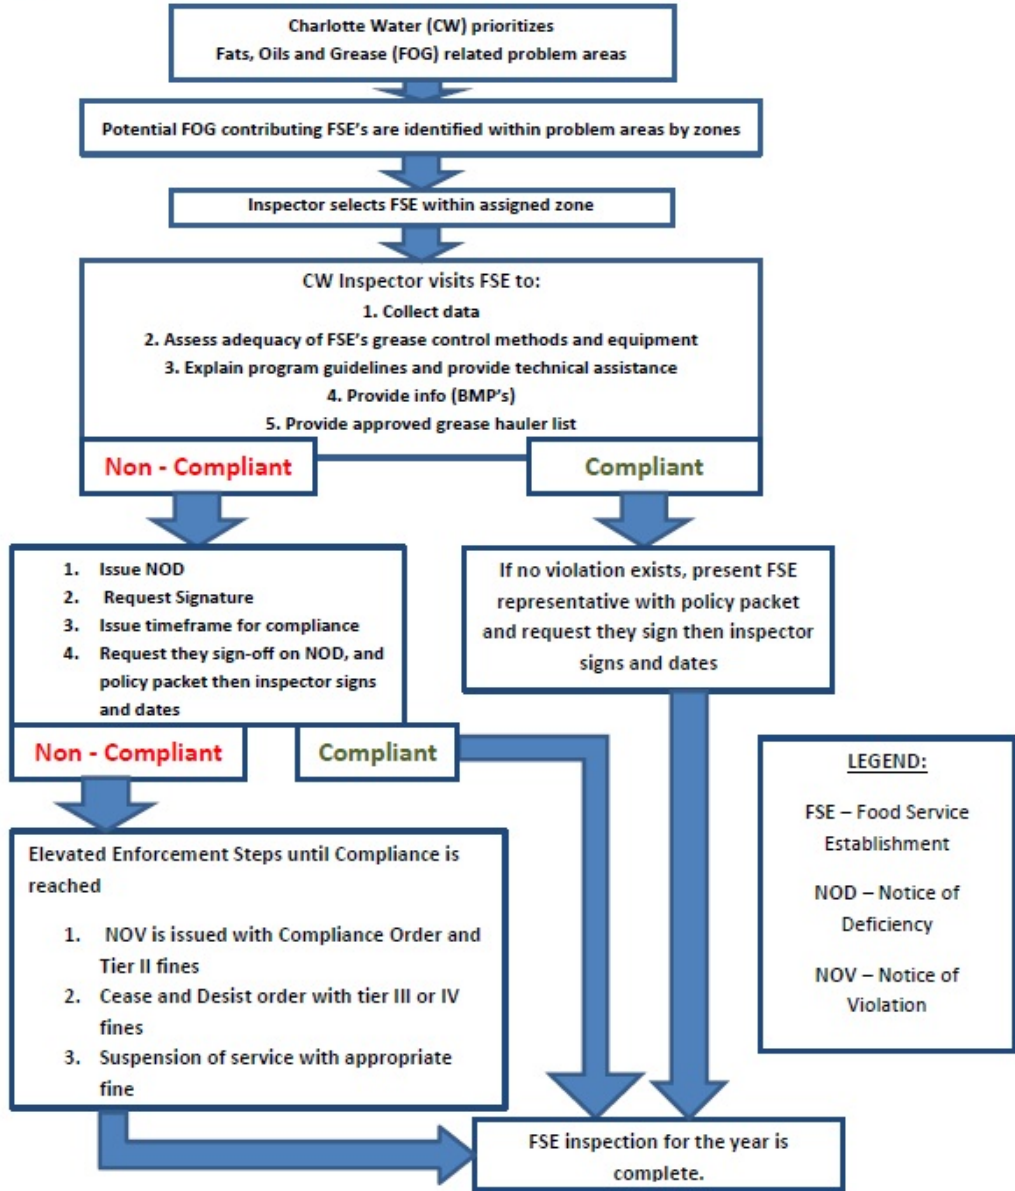 Charlotte Water (CW) prioritizes
Fats, Oils and Grease (FOG) related problem areas
Potential FOG contributing FSE's are identified within problem areas by zones
Inspector selects FSE within assigned zone
CW Inspector visits FSE to:
1. Collect data
2. Assess adequacy of FSE's grease control methods and equipment
3. Explain program guidelines and provide technical assistance
4. Provide info (BMP's)
5. Provide approved grease hauler list
Non - Compliant
Compliant
1. Issue NOD
2. Request Signature
3. Issue timeframe for compliance
4. Request they sign-off on NOD, and
policy packet then inspector signs
and dates
If no violation exists, present FSE
representative with policy packet
and request they sign then inspector
signs and dates
Non - Compliant
Compliant
Elevated Enforcement Steps until Compliance is
reached
1. NOV is issued with Compliance Order and
Tier II fines
2. Cease and Desist order with tier III or IV
fines
3. Suspension of service with appropriate
fine
LEGEND:
FSE – Food Service
Establishment
NOD – Notice of
Deficiency
NOV – Notice of
Violation
FSE inspection for the year is
complete.